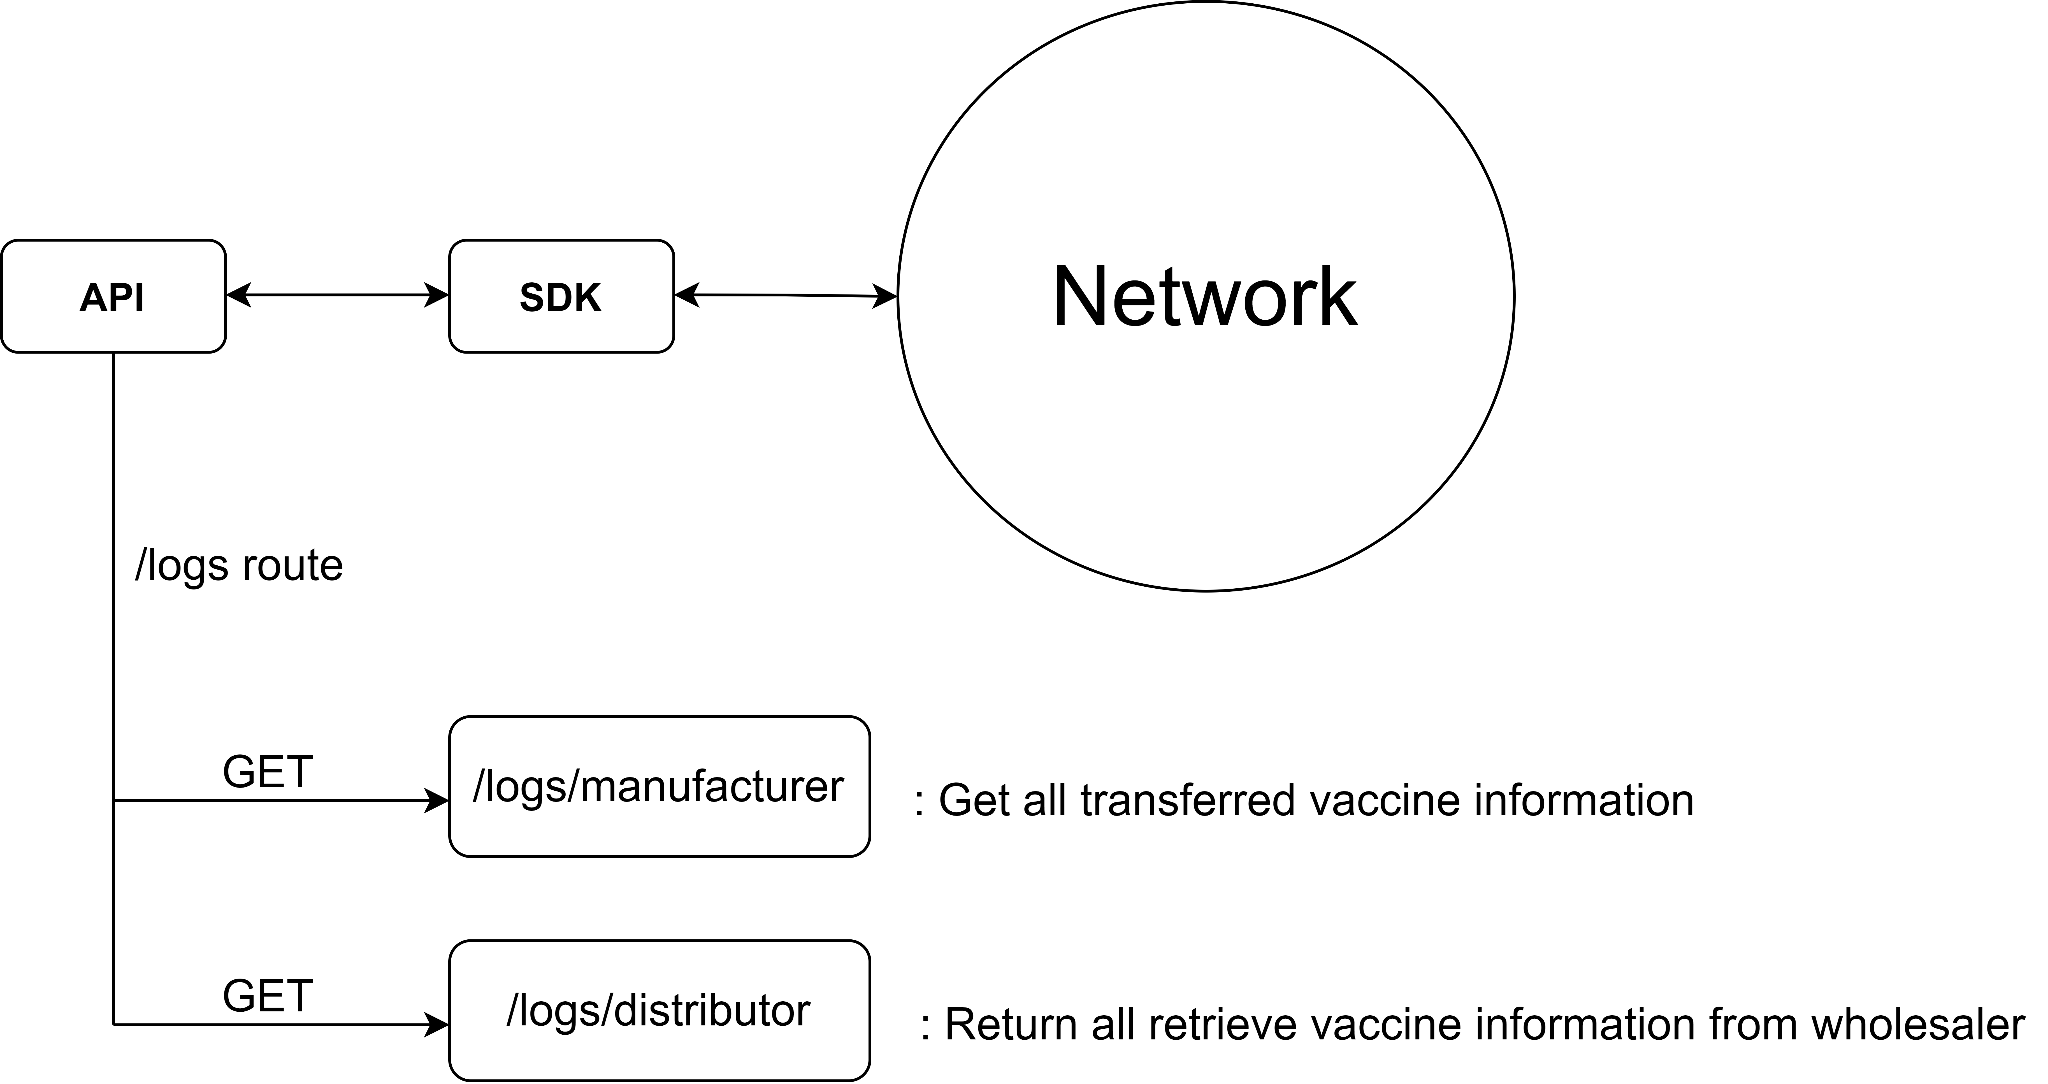 API
SDK
Network
/logs route
GET
/logs/manufacturer
: Get all transferred vaccine information
GET
/logs/distributor
: Return all retrieve vaccine information from wholesaler